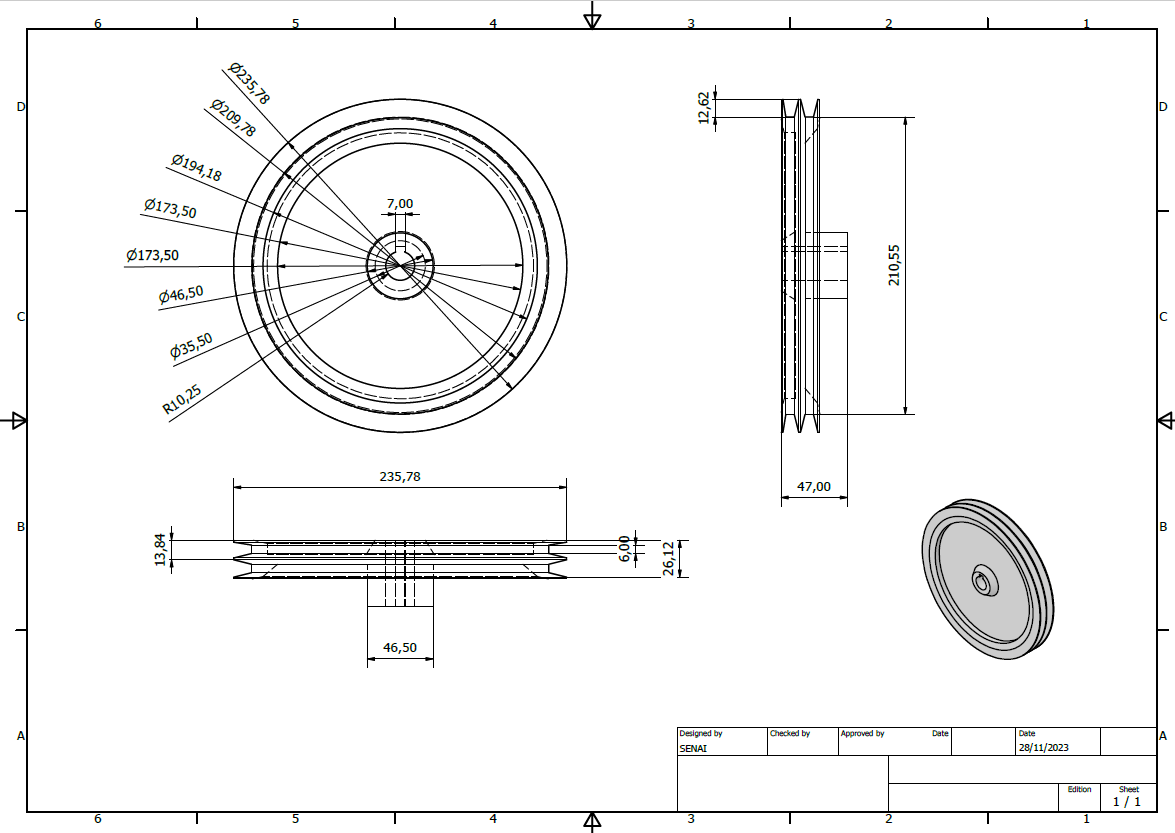 6 5 4 3 2 1
D D
C C
B B
A A
Ø235,78
Ø209,78
Ø194,18
Ø173,50
Ø173,50
Ø46,50
Ø35,50
R10,25
7,00
12,62
210,55
47,00
235,78
13,84
6,00
26,12
46,50
Designed by Checked by Approved by Date Date
SENAI 28/11/2023
Edition Sheet
1 / 1
6 5 4 3 2 1